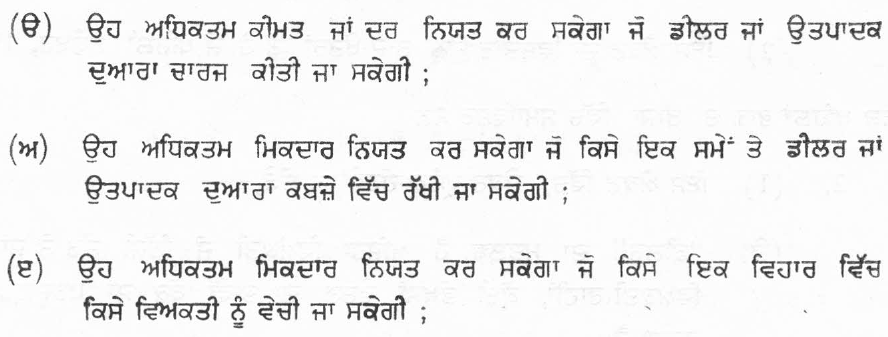 (ੳ) ਉਹ ਅਧਿਕਤਮ ਕੀਮਤ ਜਾਂ ਦਰ ਨਿਯਤ ਕਰ ਸਕੇਗਾ ਜੋ ਡੀਲਰ ਜਾਂ ਉਤਪਾਦਕ
ਦੁਆਰਾ ਚਾਰਜ ਕੀਤੀ ਜਾ ਸਕੇਗੀ ;
(ਅ) ਉਹ ਅਧਿਕਤਮ ਮਿਕਦਾਰ ਨਿਯਤ ਕਰ ਸਕੇਗਾ ਜੋ ਕਿਸੇ ਇਕ ਸਮੇਂ ਤੇ ਡੀਲਰ ਜਾਂ
ਉਤਪਾਦਕ ਦੁਆਰਾ ਕਬਜ਼ੇ ਵਿੱਚ ਰੱਖੀ ਜਾ ਸਕੇਗੀ ;
(ੲ) ਉਹ ਅਧਿਕਤਮ ਮਿਕਦਾਰ ਨਿਯਤ ਕਰ ਸਕੇਗਾ ਜੋ ਕਿਸੇ ਇਕ ਵਿਹਾਰ ਵਿੱਚ
ਕਿਸੇ ਵਿਅਕਤੀ ਨੂੰ ਵੇਚੀ ਜਾ ਸਕੇਗੀ ;